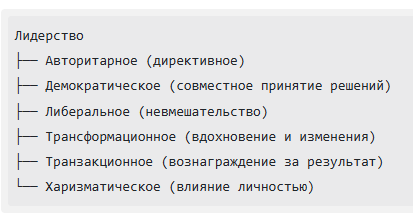 Лидерство
├── Авторитарное (директивное)
├── Демократическое (совместное принятие решений)
├── Либеральное (невмешательство)
├── Трансформационное (вдохновение и изменения)
├── Транзакционное (вознаграждение за результат)
└── Харизматическое (влияние личностью)